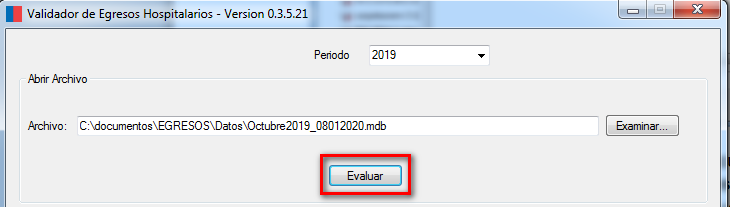 Validador de Egresos Hospitalarios - Version 0.3.5.21
Periodo 2019
Abrir Archivo
Archivo: C:\documentos\EGRESOS\Datos\Octubre2019_08012020.mdb Examinar...
Evaluar